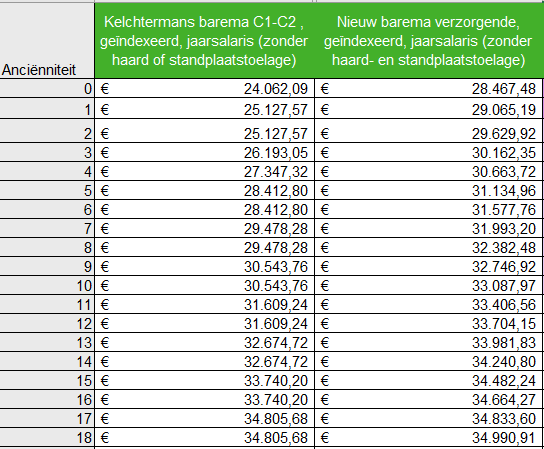 Anciënniteit
Kelchtermans barema C1-C2 ,
geïndexeerd, jaarsalaris (zonder
haard of standplaatstoelage)
Nieuw barema verzorgende,
geïndexeerd, jaarsalaris (zonder
haard- en standplaatstoelage)
0 € 24.062,09 € 28.467,48
1 € 25.127,57 € 29.065,19
2 € 25.127,57 € 29.629,92
3 € 26.193,05 € 30.162,35
4 € 27.347,32 € 30.663,72
5 € 28.412,80 € 31.134,96
6 € 28.412,80 € 31.577,76
7 € 29.478,28 € 31.993,20
8 € 29.478,28 € 32.382,48
9 € 30.543,76 € 32.746,92
10 € 30.543,76 € 33.087,97
11 € 31.609,24 € 33.406,56
12 € 31.609,24 € 33.704,15
13 € 32.674,72 € 33.981,83
14 € 32.674,72 € 34.240,80
15 € 33.740,20 € 34.482,24
16 € 33.740,20 € 34.664,27
17 € 34.805,68 € 34.833,60
18 € 34.805,68 € 34.990,91